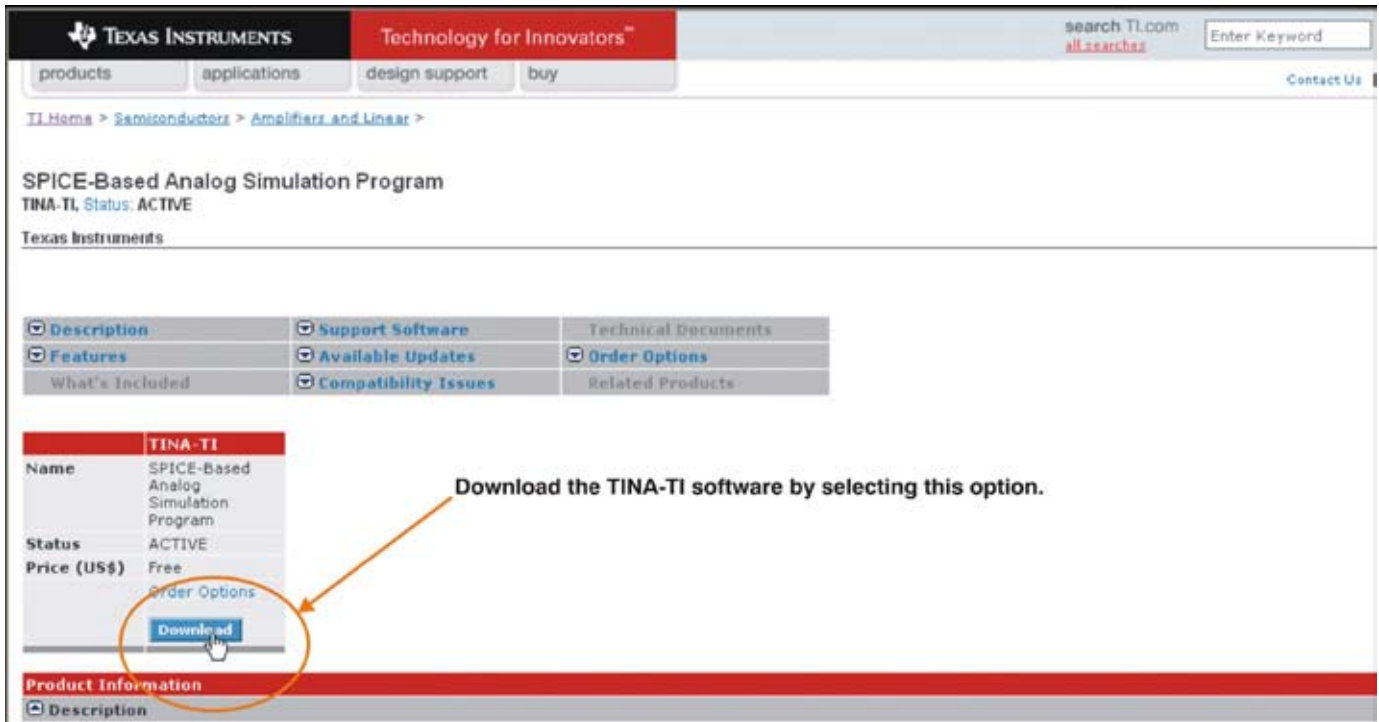 TEXAS INSTRUMENTS
Technology for Innovators™
search TI.com
all searches
Enter Keyword
products
applications
design support
buy
Contact Us
TI Home > Semiconductors > Amplifiers and Linear >
SPICE-Based Analog Simulation Program
TINA-TI, Status: ACTIVE
Texas Instruments
Description
Support Software
Technical Documents
Features
Available Updates
Order Options
What's Included
Compatibility Issues
Related Products
TINA-TI
Name
SPICE-Based
Analog
Simulation
Program
Status
ACTIVE
Price (US$)
Free
Order Options
Download
Download the TINA-TI software by selecting this option.
Product Information
Description